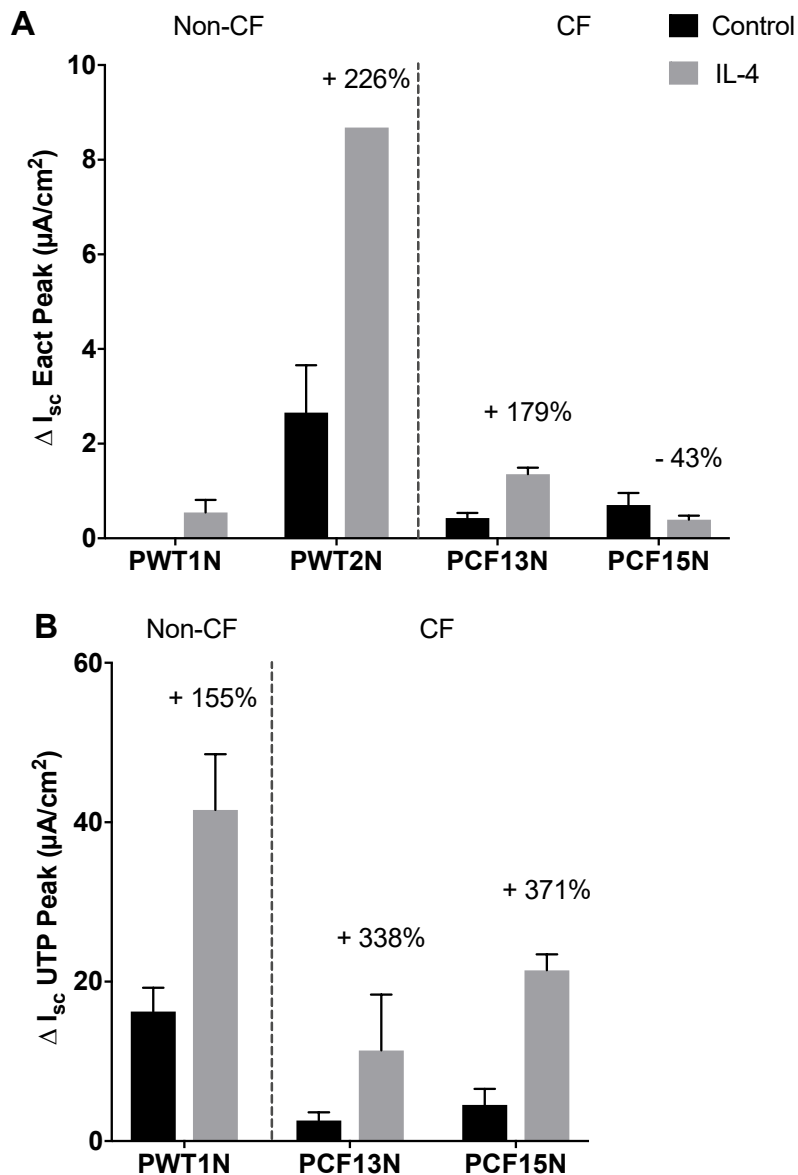 A
Non-CF
CF
Control
IL-4
Δ Isc Eact Peak (µA/cm²)
10
8
6
4
2
0
+ 226%
+ 179%
- 43%
PWT1N
PWT2N
PCF13N
PCF15N
B
Non-CF
CF
Δ Isc UTP Peak (µA/cm²)
60
40
20
0
+ 155%
+ 338%
+ 371%
PWT1N
PCF13N
PCF15N